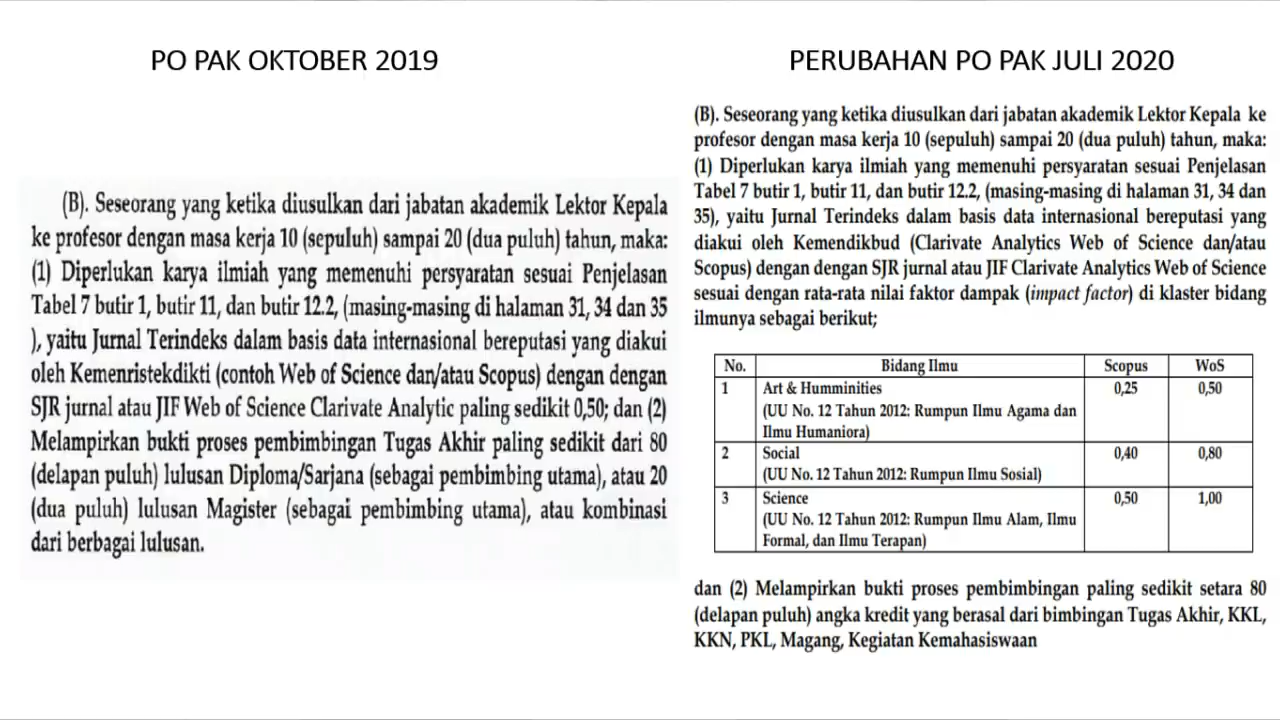 PO PAK OKTOBER 2019
(B). Seseorang yang ketika diusulkan dari jabatan akademik Lektor Kepala
ke profesor dengan masa kerja 10 (sepuluh) sampai 20 (dua puluh) tahun, maka:
(1) Diperlukan karya ilmiah yang memenuhi persyaratan sesuai Penjelasan
Tabel 7 butir 1, butir 11, dan butir 12.2, (masing-masing di halaman 31, 34 dan 35
), yaitu Jurnal Terindeks dalam basis data internasional bereputasi yang diakui
oleh Kemenristekdikti (contoh Web of Science dan/atau Scopus) dengan dengan
SJR jurnal atau JIF Web of Science Clarivate Analytic paling sedikit 0,50; dan (2)
Melampirkan bukti proses pembimbingan Tugas Akhir paling sedikit dari 80
(delapan puluh) lulusan Diploma/Sarjana (sebagai pembimbing utama), atau 20
(dua puluh) lulusan Magister (sebagai pembimbing utama), atau kombinasi
dari berbagai lulusan.
PERUBAHAN PO PAK JULI 2020
(B). Seseorang yang ketika diusulkan dari jabatan akademik Lektor Kepala ke
profesor dengan masa kerja 10 (sepuluh) sampai 20 (dua puluh) tahun, maka:
(1) Diperlukan karya ilmiah yang memenuhi persyaratan sesuai Penjelasan
Tabel 7 butir 1, butir 11, dan butir 12.2, (masing-masing di halaman 31, 34 dan
35), yaitu Jurnal Terindeks dalam basis data internasional bereputasi yang
diakui oleh Kemendikbud (Clarivate Analytics Web of Science dan/atau
Scopus) dengan dengan SJR jurnal atau JIF Clarivate Analytics Web of Science
sesuai dengan rata-rata nilai faktor dampak (impact factor) di klaster bidang
ilmunya sebagai berikut;
No. Bidang Ilmu Scopus WoS
1 Art & Humminities 0,25 0,50
(UU No. 12 Tahun 2012: Rumpun Ilmu Agama dan
Ilmu Humaniora)
2 Social 0,40 0,80
(UU No. 12 Tahun 2012: Rumpun Ilmu Sosial)
3 Science 0,50 1,00
(UU No. 12 Tahun 2012: Rumpun Ilmu Alam, Ilmu
Formal, dan Ilmu Terapan)
dan (2) Melampirkan bukti proses pembimbingan paling sedikit setara 80
(delapan puluh) angka kredit yang berasal dari bimbingan Tugas Akhir, KKL,
KKN, PKL, Magang, Kegiatan Kemahasiswaan